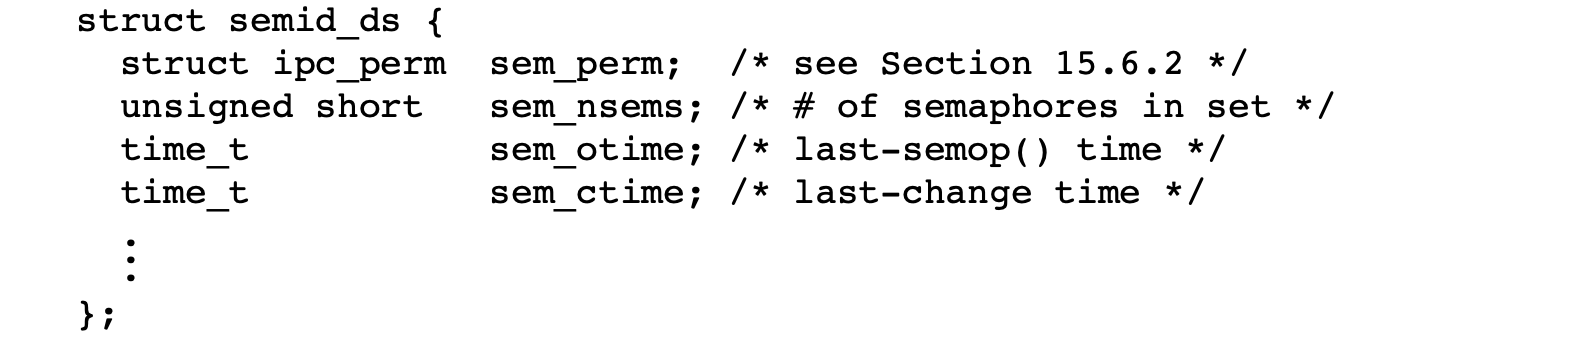 struct semid_ds {
  struct ipc_perm  sem_perm;  /* see Section 15.6.2 */
  unsigned short   sem_nsems; /* # of semaphores in set */
  time_t           sem_otime; /* last-semop() time */
  time_t           sem_ctime; /* last-change time */
  ⋮
};